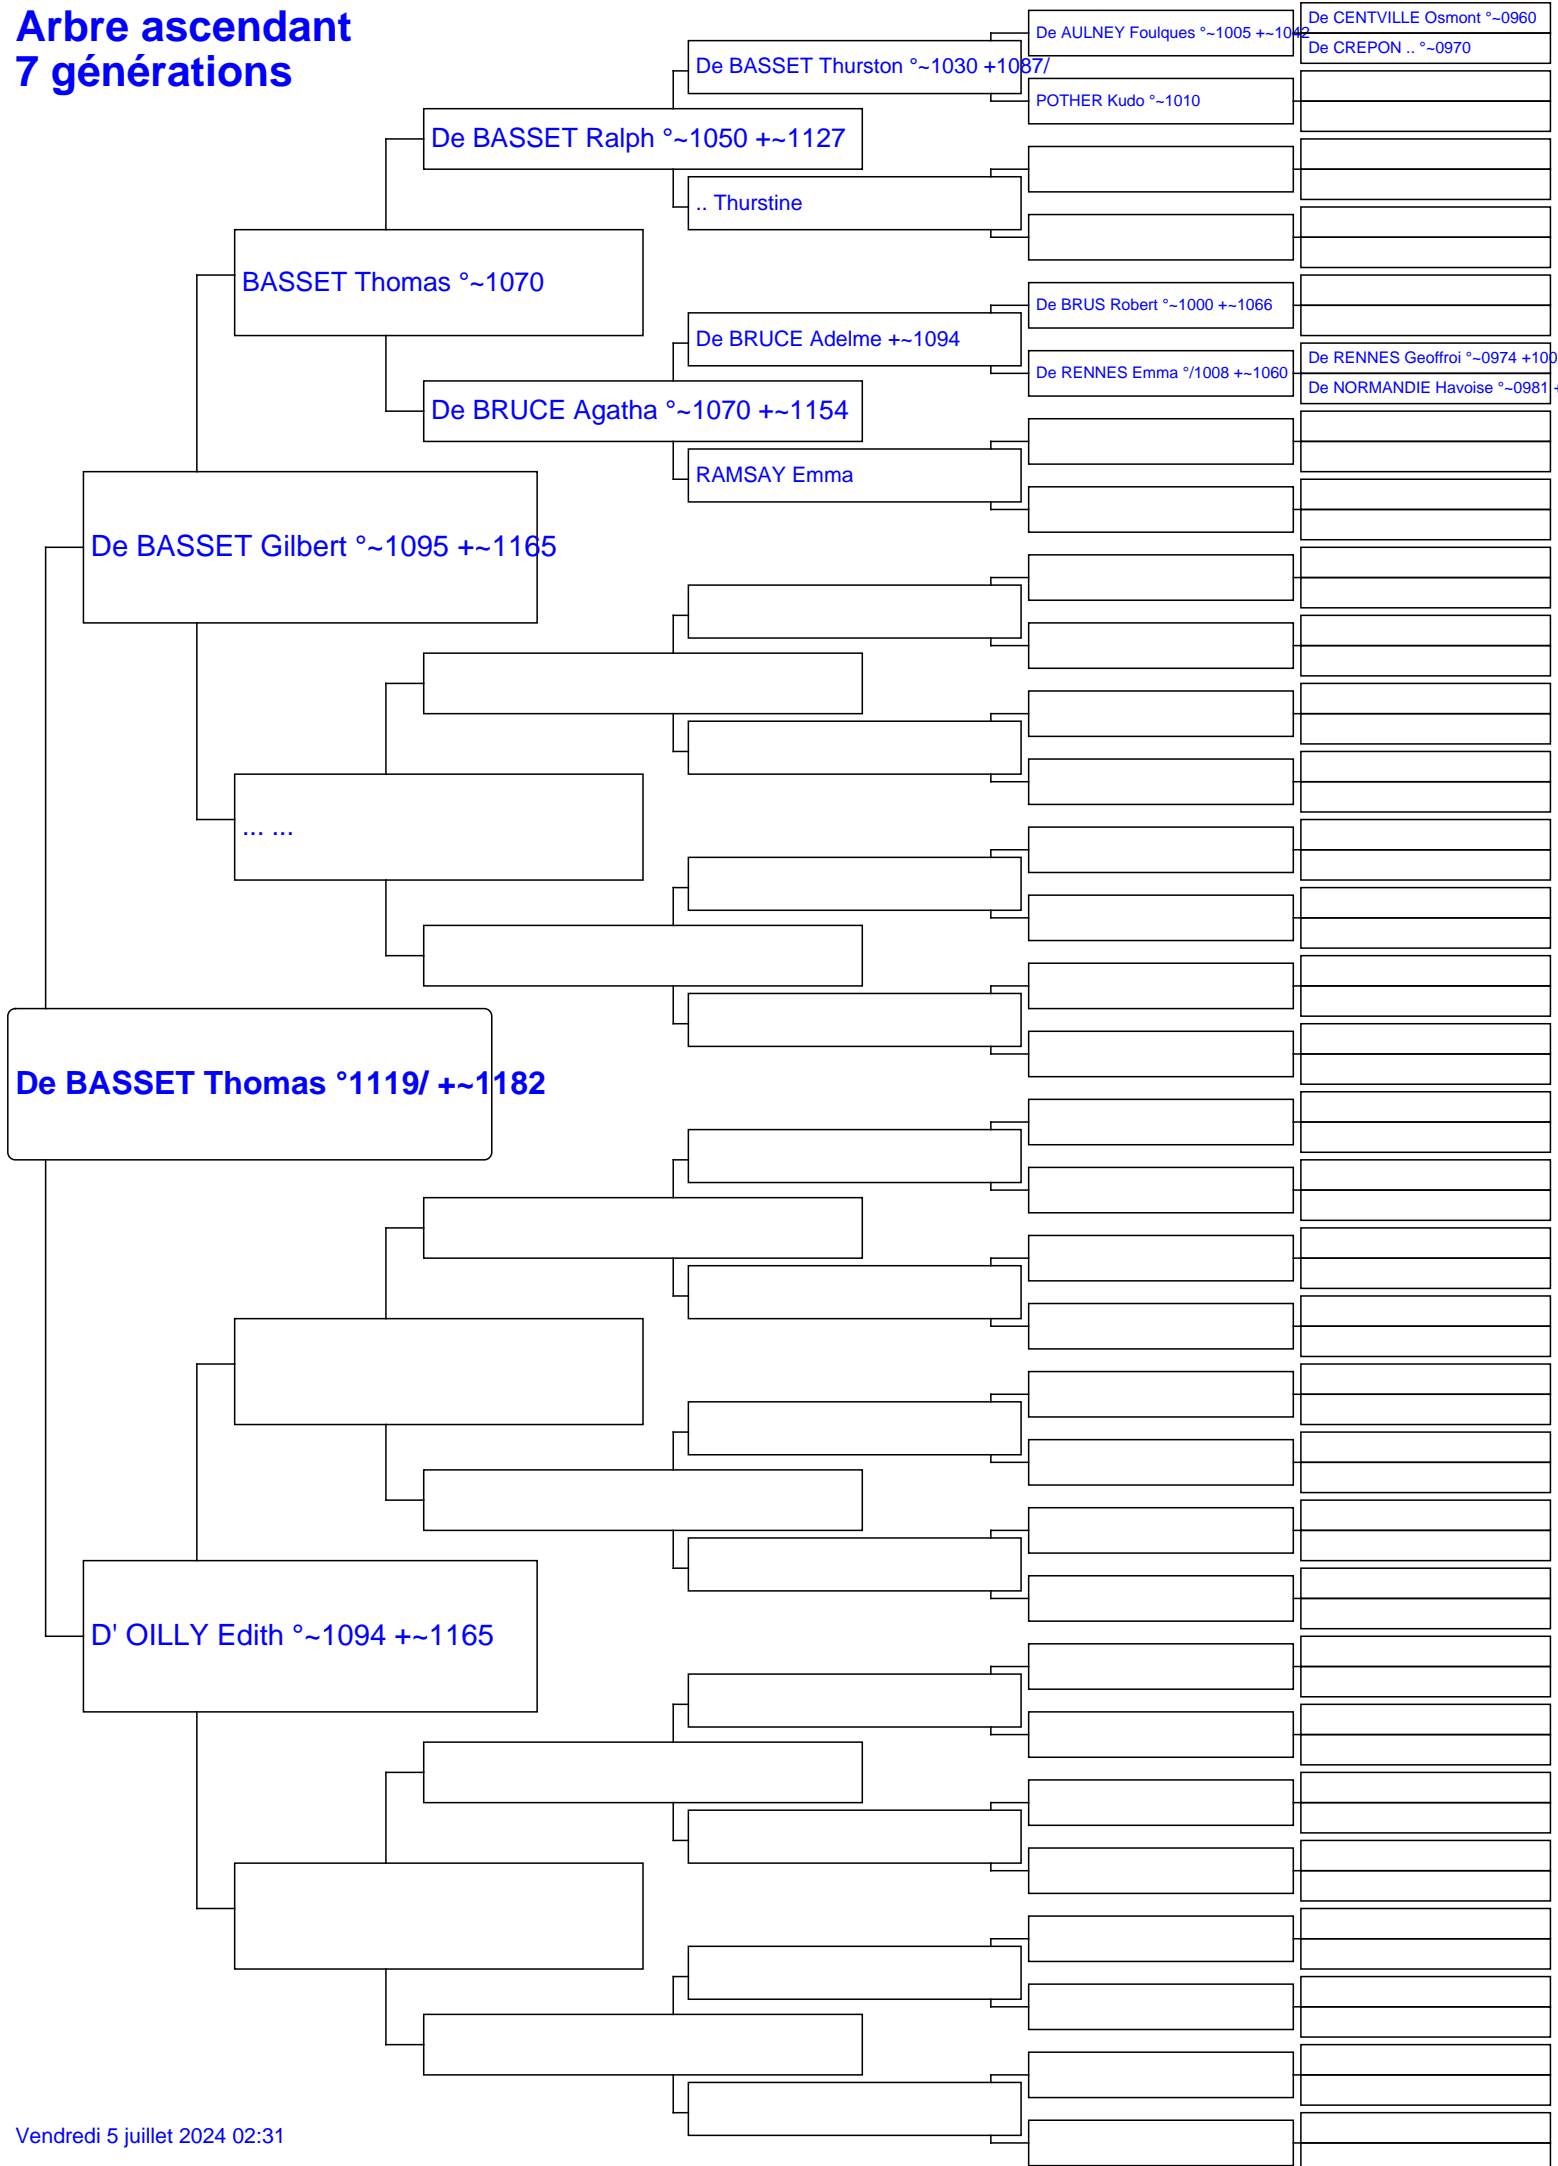 Arbre ascendant
7 générations
De CENTVILLE Osmont °~0960
De AULNEY Foulques °~1005 +~1042
De CREPON .. °~0970
De BASSET Thurston °~1030 +1087/
POTHER Kudo °~1010
De BASSET Ralph °~1050 +~1127
.. Thurstine
BASSET Thomas °~1070
De BRUS Robert °~1000 +~1066
De BRUCE Adelme +~1094
De RENNES Geoffroi °~0974 +100
De RENNES Emma °/1008 +~1060
De NORMANDIE Havoise °~0981 +
De BRUCE Agatha °~1070 +~1154
RAMSAY Emma
De BASSET Gilbert °~1095 +~1165
... ...
De BASSET Thomas °1119/ +~1182
D' OILLY Edith °~1094 +~1165
Vendredi 5 juillet 2024 02:31